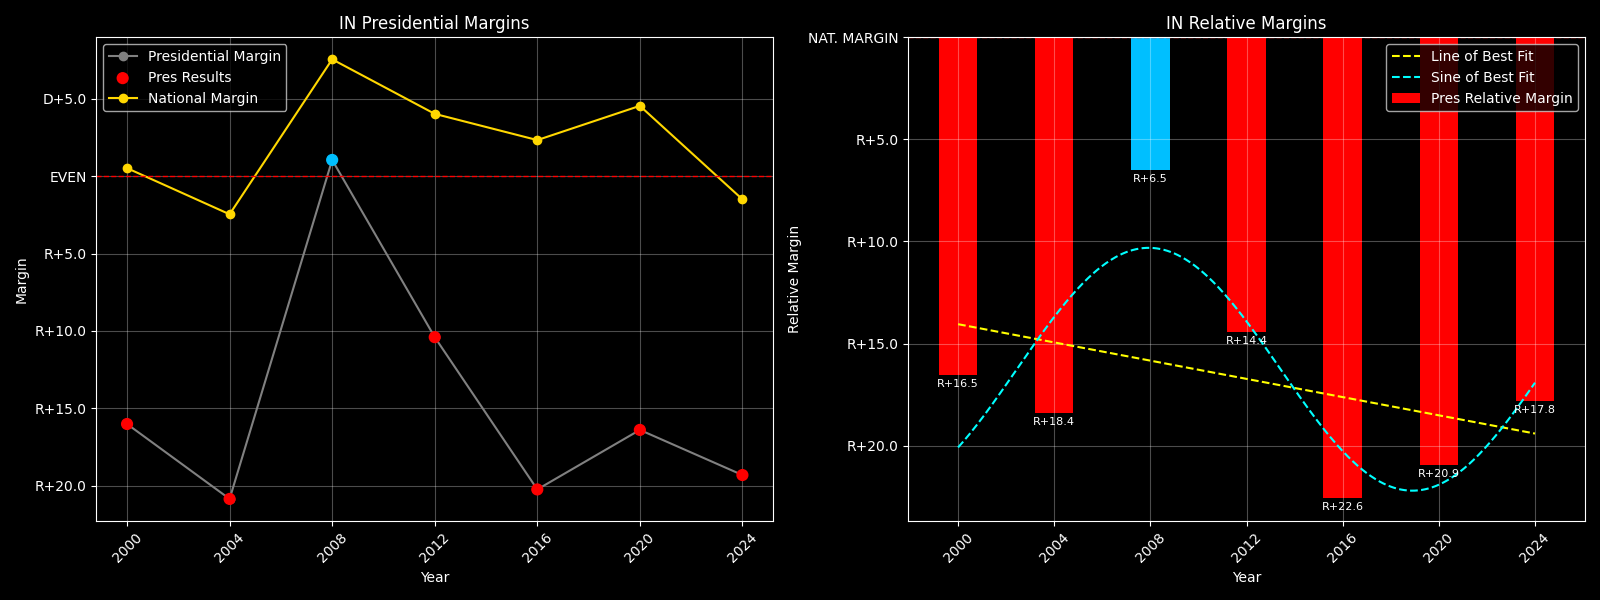 IN Presidential Margins
Presidential Margin
Pres Results
National Margin
D+5.0
EVEN
R+5.0
R+10.0
R+15.0
R+20.0
Margin
2000
2004
2008
2012
2016
2020
2024
Year
IN Relative Margins
Line of Best Fit
Sine of Best Fit
Pres Relative Margin
NAT. MARGIN
R+5.0
R+10.0
R+15.0
R+20.0
Relative Margin
R+16.5
R+18.4
R+6.5
R+14.4
R+22.6
R+20.9
R+17.8
2000
2004
2008
2012
2016
2020
2024
Year